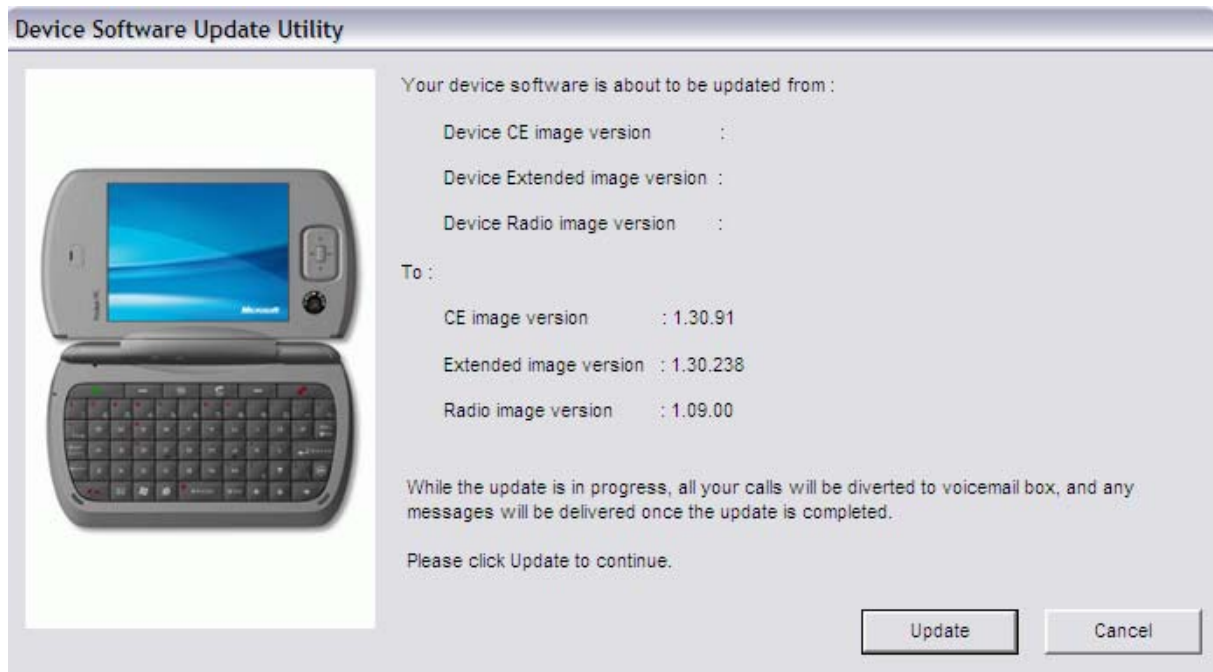 Device Software Update Utility
Your device software is about to be updated from :
Device CE image version :
Device Extended image version :
Device Radio image version :
To :
CE image version : 1.30.91
Extended image version : 1.30.238
Radio image version : 1.09.00
While the update is in progress, all your calls will be diverted to voicemail box, and any
messages will be delivered once the update is completed.
Please click Update to continue.
Update Cancel
Microsoft
Pocket PC